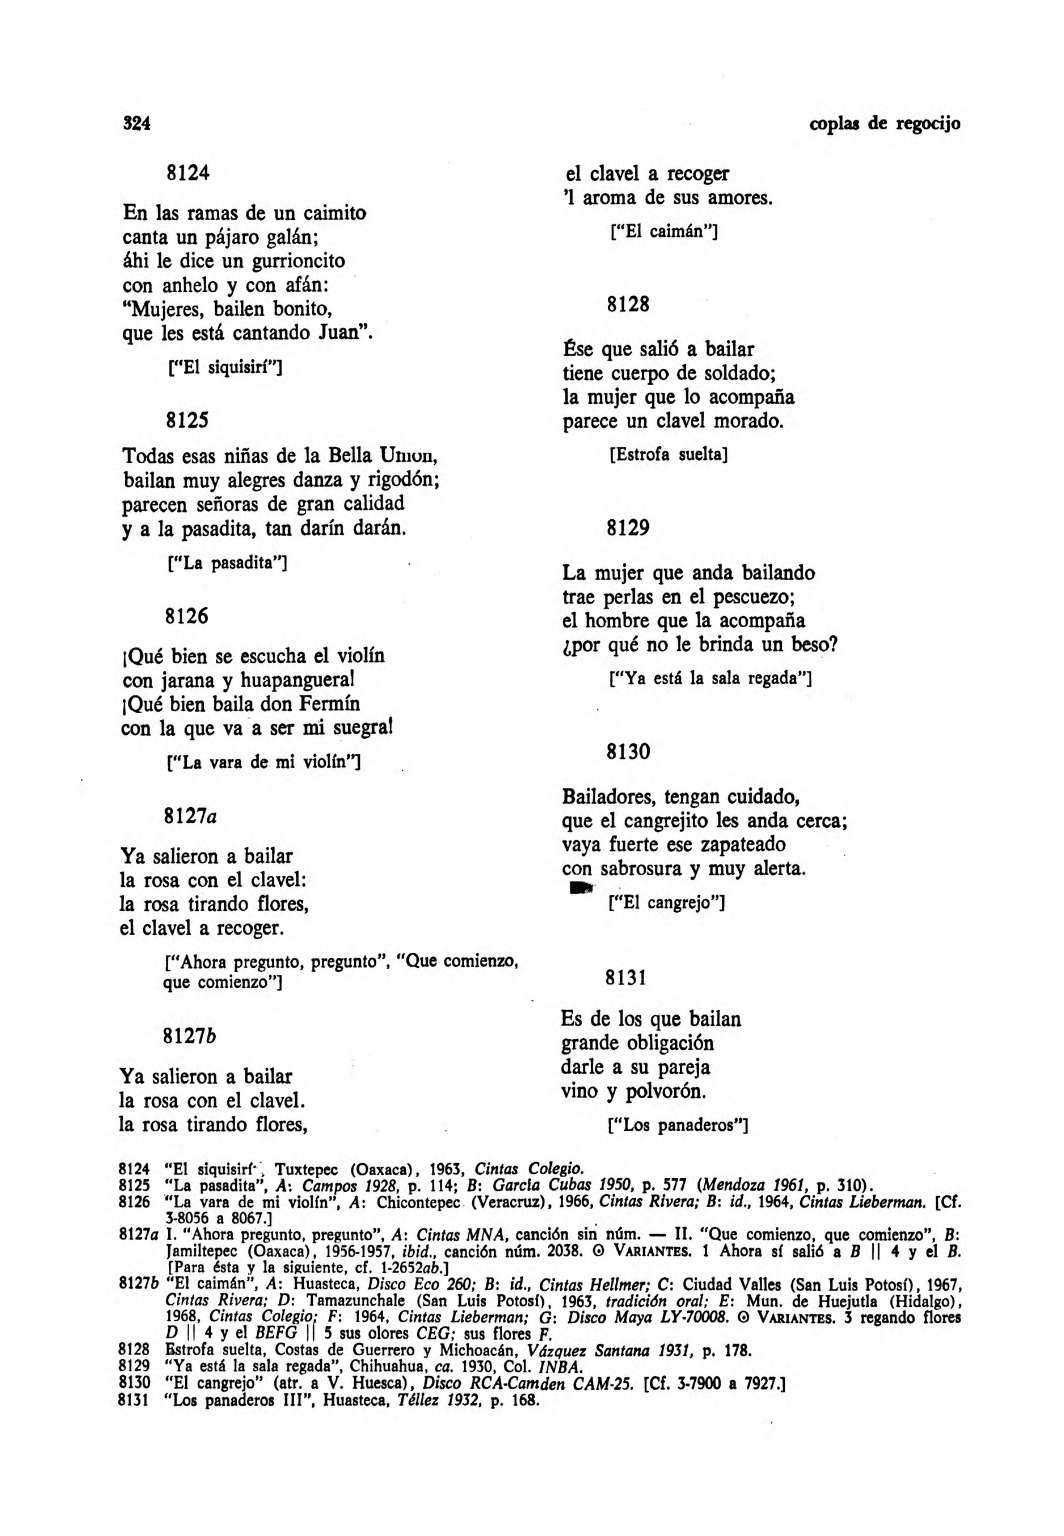 324
coplas de regocijo
8124
En las ramas de un caimito
canta un pájaro galán;
áhi le dice un gurrioncito
con anhelo y con afán:
“Mujeres, bailen bonito,
que les está cantando Juan”.
[“El siquisirí”]
8125
Todas esas niñas de la Bella Unión,
bailan muy alegres danza y rigodón;
parecen señoras de gran calidad
y a la pasadita, tan darín darán.
[“La pasadita”]
8126
¡Qué bien se escucha el violín
con jarana y huapanguera!
¡Qué bien baila don Fermín
con la que va a ser mi suegra!
[“La vara de mi violín”]
8127a
Ya salieron a bailar
la rosa con el clavel:
la rosa tirando flores,
el clavel a recoger.
[“Ahora pregunto, pregunto”, “Que comienzo,
que comienzo”]
8127b
Ya salieron a bailar
la rosa con el clavel.
la rosa tirando flores,
el clavel a recoger
’l aroma de sus amores.
[“El caimán”]
8128
Ése que salió a bailar
tiene cuerpo de soldado;
la mujer que lo acompaña
parece un clavel morado.
[Estrofa suelta]
8129
La mujer que anda bailando
trae perlas en el pescuezo;
el hombre que la acompaña
¿por qué no le brinda un beso?
[“Ya está la sala regada”]
8130
Bailadores, tengan cuidado,
que el cangrejito les anda cerca;
vaya fuerte ese zapateado
con sabrosura y muy alerta.
[“El cangrejo”]
8131
Es de los que bailan
grande obligación
darle a su pareja
vino y polvorón.
[“Los panaderos”]
8124 “El siquisirí”, Tuxtepec (Oaxaca), 1963, Cintas Colegio.
8125 “La pasadita”, A: Campos 1928, p. 114; B: García Cubas 1950, p. 577 (Mendoza 1961, p. 310).
8126 “La vara de mi violín”, A: Chicontepec (Veracruz), 1966, Cintas Rivera; B: id., 1964, Cintas Lieberman. [Cf.
3-8056 a 8067.]
8127a I. “Ahora pregunto, pregunto”, A: Cintas MNA, canción sin núm. — II. “Que comienzo, que comienzo”, B:
Jamiltepec (Oaxaca), 1956-1957, ibid., canción núm. 2038. ⊙ VARIANTES. 1 Ahora sí salió a B || 4 y el B.
[Para ésta y la siguiente, cf. 1-2652ab.]
8127b “El caimán”, A: Huasteca, Disco Eco 260; B: id., Cintas Hellmer; C: Ciudad Valles (San Luis Potosí), 1967,
Cintas Rivera; D: Tamazunchale (San Luis Potosí), 1963, tradición oral; E: Mun. de Huejutla (Hidalgo),
1968, Cintas Colegio; F: 1964, Cintas Lieberman; G: Disco Maya LY-70008. ⊙ VARIANTES. 3 regando flores
D || 4 y el BEFG || 5 sus olores CEG; sus flores F.
8128 Estrofa suelta, Costas de Guerrero y Michoacán, Vázquez Santana 1931, p. 178.
8129 “Ya está la sala regada”, Chihuahua, ca. 1930, Col. INBA.
8130 “El cangrejo” (atr. a V. Huesca), Disco RCA-Camden CAM-25. [Cf. 3-7900 a 7927.]
8131 “Los panaderos III”, Huasteca, Téllez 1932, p. 168.